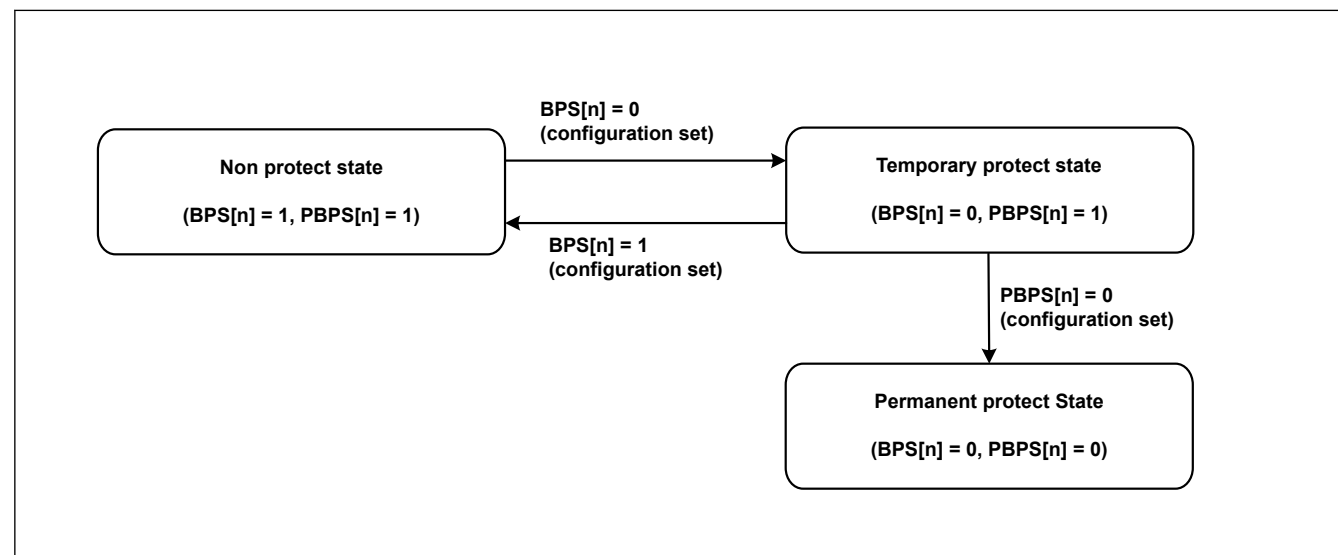 BPS[n] = 0
(configuration set)
Non protect state
(BPS[n] = 1, PBPS[n] = 1)
Temporary protect state
(BPS[n] = 0, PBPS[n] = 1)
BPS[n] = 1
(configuration set)
PBPS[n] = 0
(configuration set)
Permanent protect State
(BPS[n] = 0, PBPS[n] = 0)